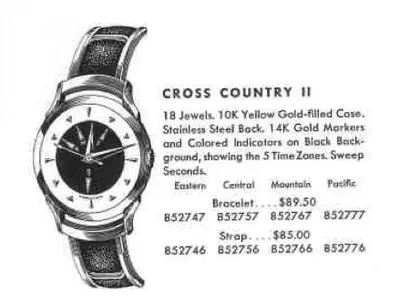 CROSS COUNTRY II
18 Jewels. 10K Yellow Gold-filled Case.
Stainless Steel Back. 14K Gold Markers
and Colored Indicators on Black Back-
ground, showing the 5 Time Zones. Sweep
Seconds.
Eastern Central Mountain Pacific
Bracelet....$89.50
852747 852757 852767 852777
Strap....$85.00
852746 852756 852766 852776